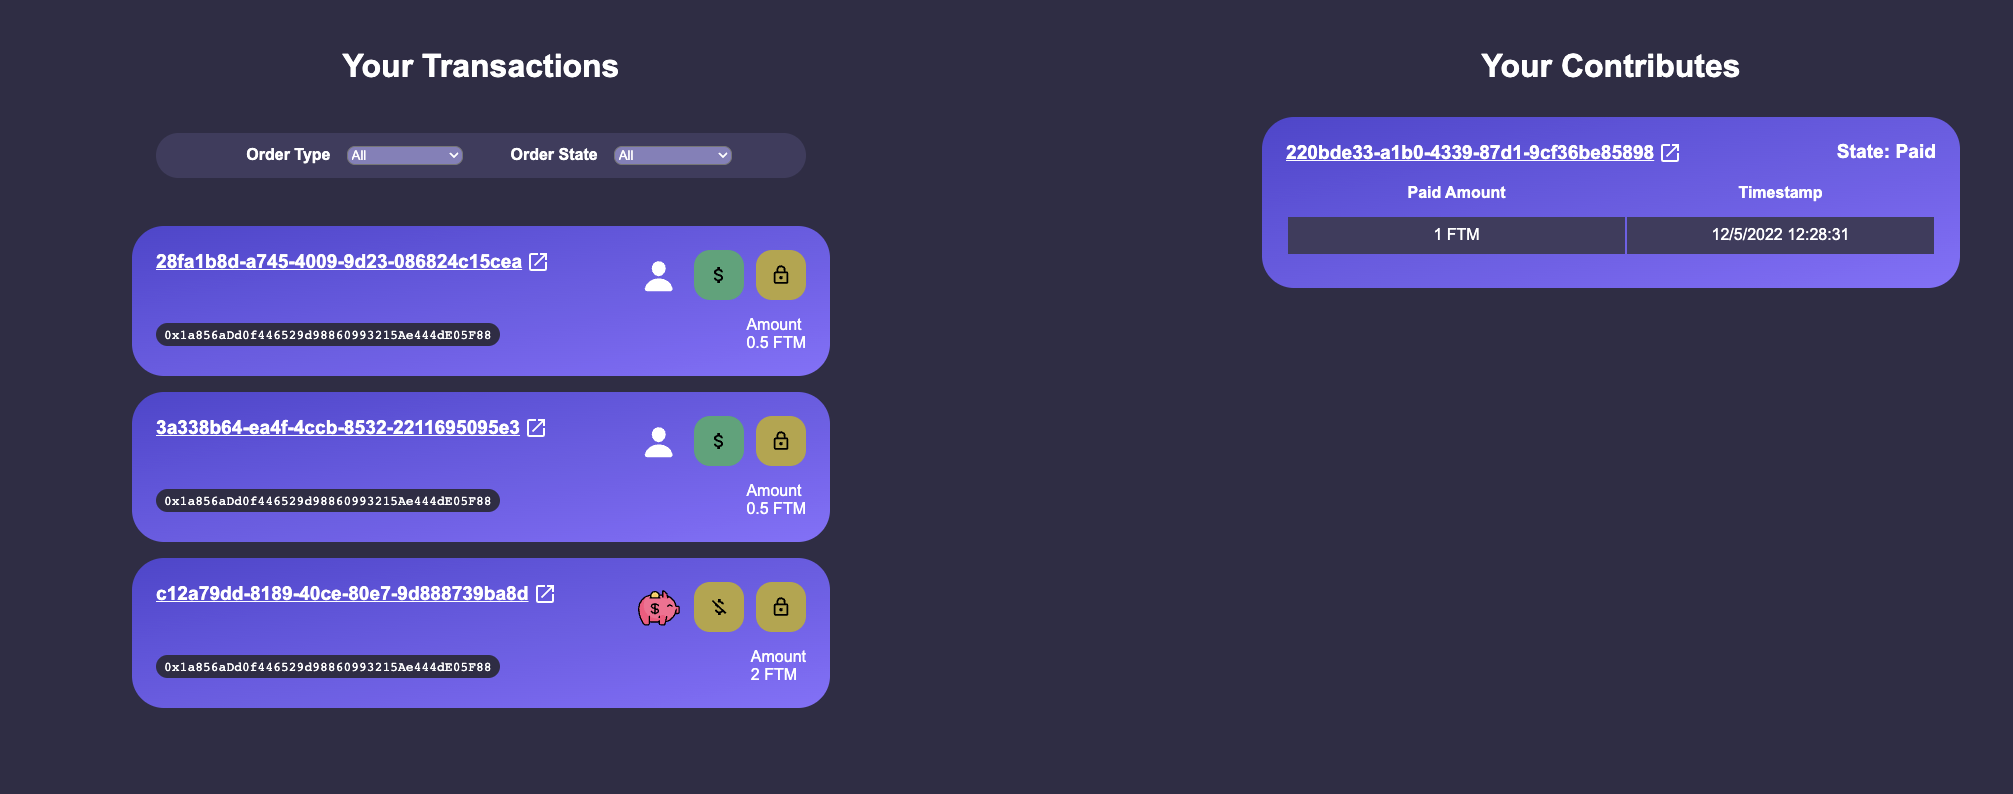 Your Transactions
Order Type All Order State All
28fa1b8d-a745-4009-9d23-086824c15cea
$
0x1a856aDd0f446529d98860993215Ae444dE05F88
Amount
0.5 FTM
3a338b64-ea4f-4ccb-8532-2211695095e3
$
0x1a856aDd0f446529d98860993215Ae444dE05F88
Amount
0.5 FTM
c12a79dd-8189-40ce-80e7-9d888739ba8d
$
0x1a856aDd0f446529d98860993215Ae444dE05F88
Amount
2 FTM
Your Contributes
220bde33-a1b0-4339-87d1-9cf36be85898 State: Paid
Paid Amount Timestamp
1 FTM 12/5/2022 12:28:31